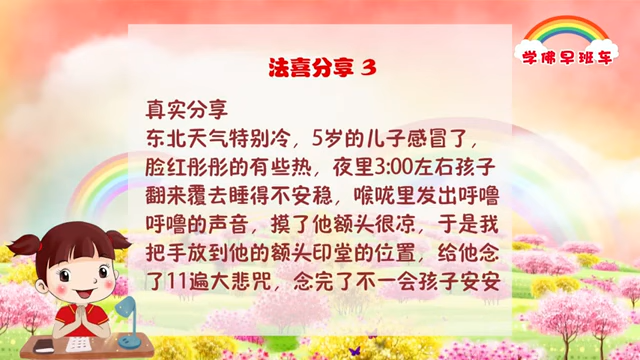 学佛早班车
法喜分享 3
真实分享
东北天气特别冷，5岁的儿子感冒了，
脸红彤彤的有些热，夜里3:00左右孩子
翻来覆去睡得不安稳，喉咙里发出呼噜
呼噜的声音，摸了他额头很凉，于是我
把手放到他的额头印堂的位置，给他念
了11遍大悲咒，念完了不一会孩子安安